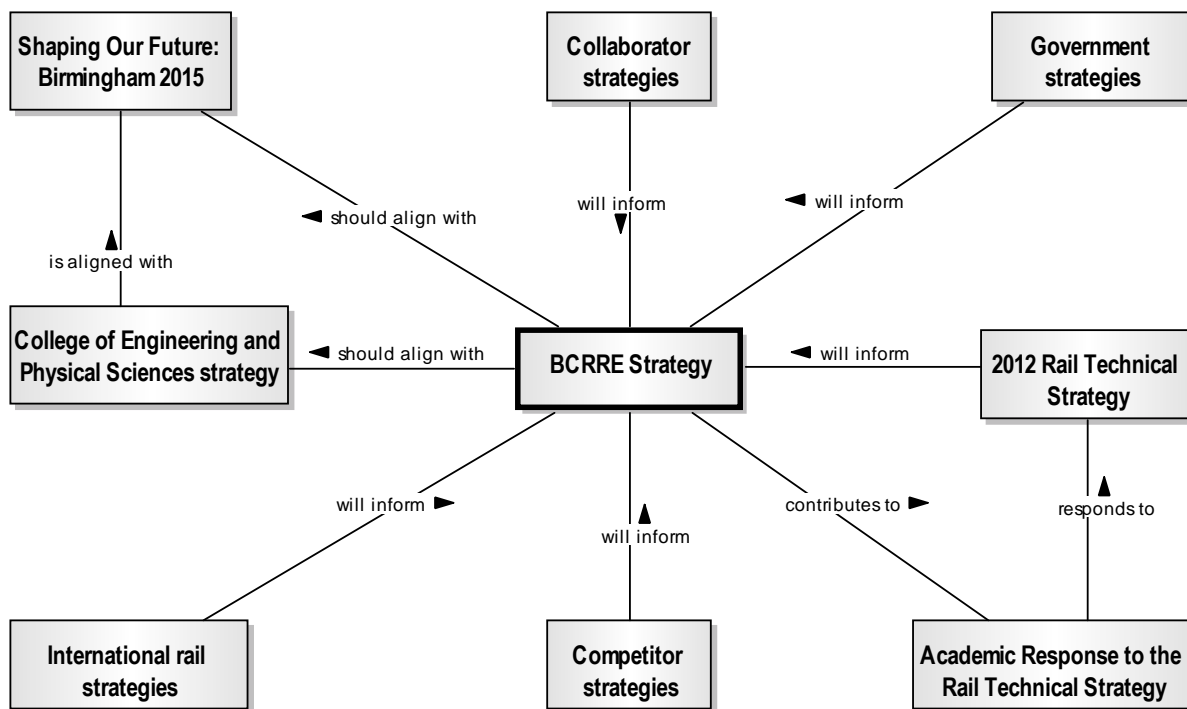 Shaping Our Future:
Birmingham 2015
Collaborator
strategies
Government
strategies
will inform
will inform
should align with
is aligned with
College of Engineering and
Physical Sciences strategy
should align with
BCRRE Strategy
will inform
2012 Rail Technical
Strategy
will inform
will inform
contributes to
responds to
International rail
strategies
Competitor
strategies
Academic Response to the
Rail Technical Strategy